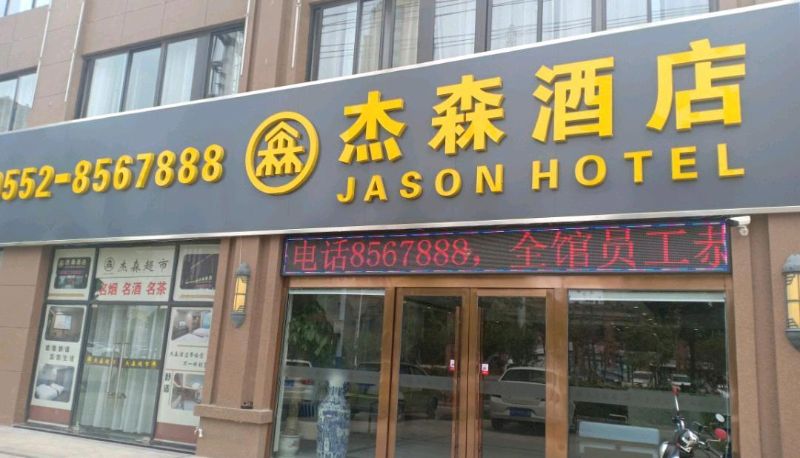 杰森酒店
JASON HOTEL
0552-8567888
电话8567888，全馆员工恭
杰森超市
名烟 名酒 名茶